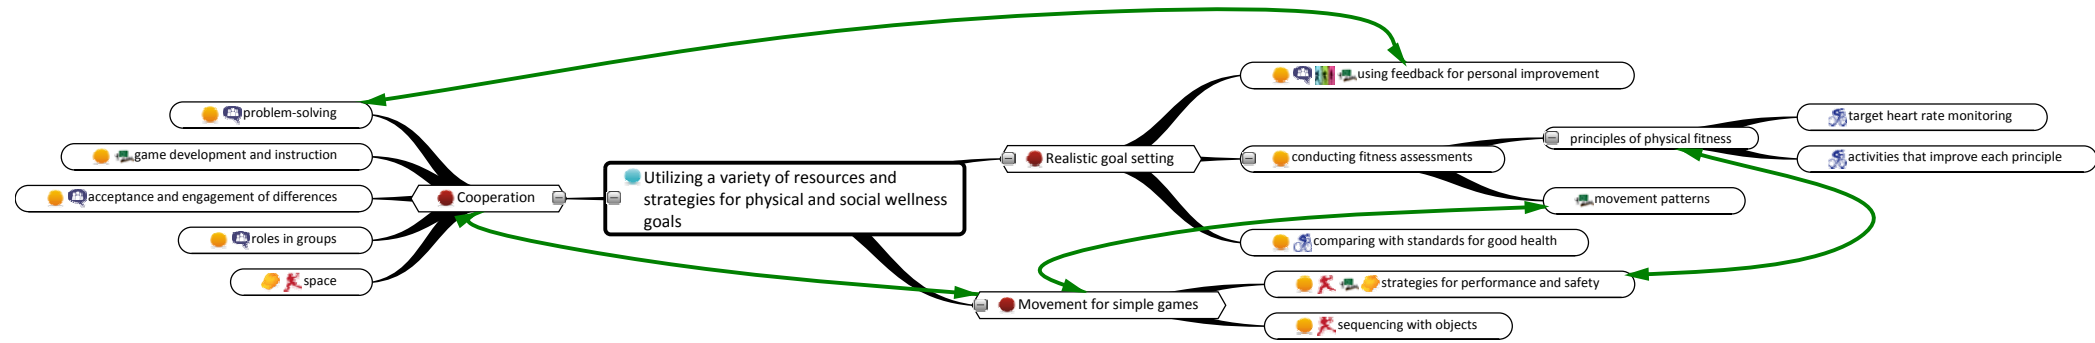 Utilizing a variety of resources and
strategies for physical and social wellness
goals
Cooperation
problem-solving
game development and instruction
acceptance and engagement of differences
roles in groups
space
Realistic goal setting
using feedback for personal improvement
conducting fitness assessments
principles of physical fitness
target heart rate monitoring
activities that improve each principle
movement patterns
comparing with standards for good health
Movement for simple games
strategies for performance and safety
sequencing with objects